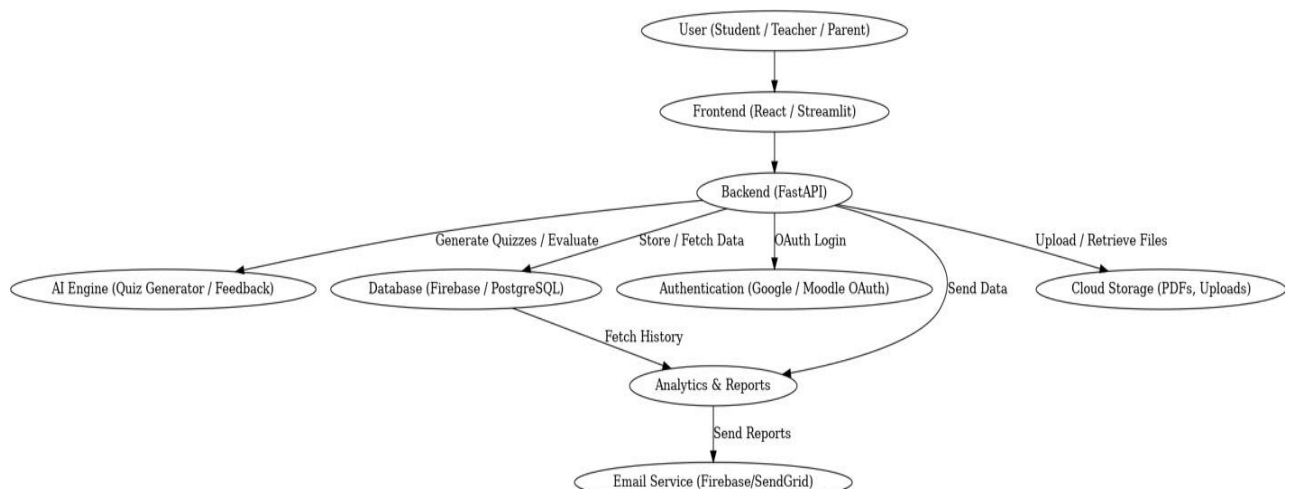 User (Student / Teacher / Parent)
Frontend (React / Streamlit)
Backend (FastAPI)
Generate Quizzes / Evaluate
Store / Fetch Data
OAuth Login
Upload / Retrieve Files
AI Engine (Quiz Generator / Feedback)
Database (Firebase / PostgreSQL)
Authentication (Google / Moodle OAuth)
Send Data
Cloud Storage (PDFs, Uploads)
Fetch History
Analytics & Reports
Send Reports
Email Service (Firebase/SendGrid)